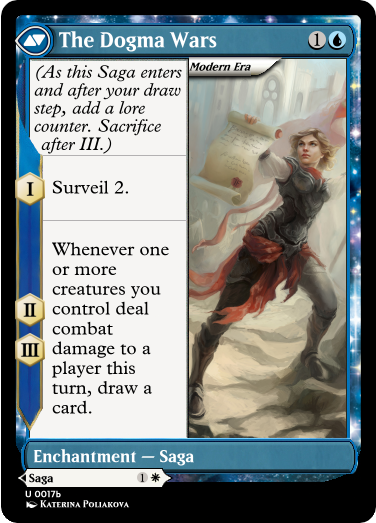 The Dogma Wars 1
Modern Era
(As this Saga enters
and after your draw
step, add a lore
counter. Sacrifice
after III.)
I Surveil 2.
Whenever one
or more
creatures you
II control deal
combat
III damage to a
player this
turn, draw a
card.
Enchantment — Saga
Saga 1
U 0017b
Katerina Poliakova